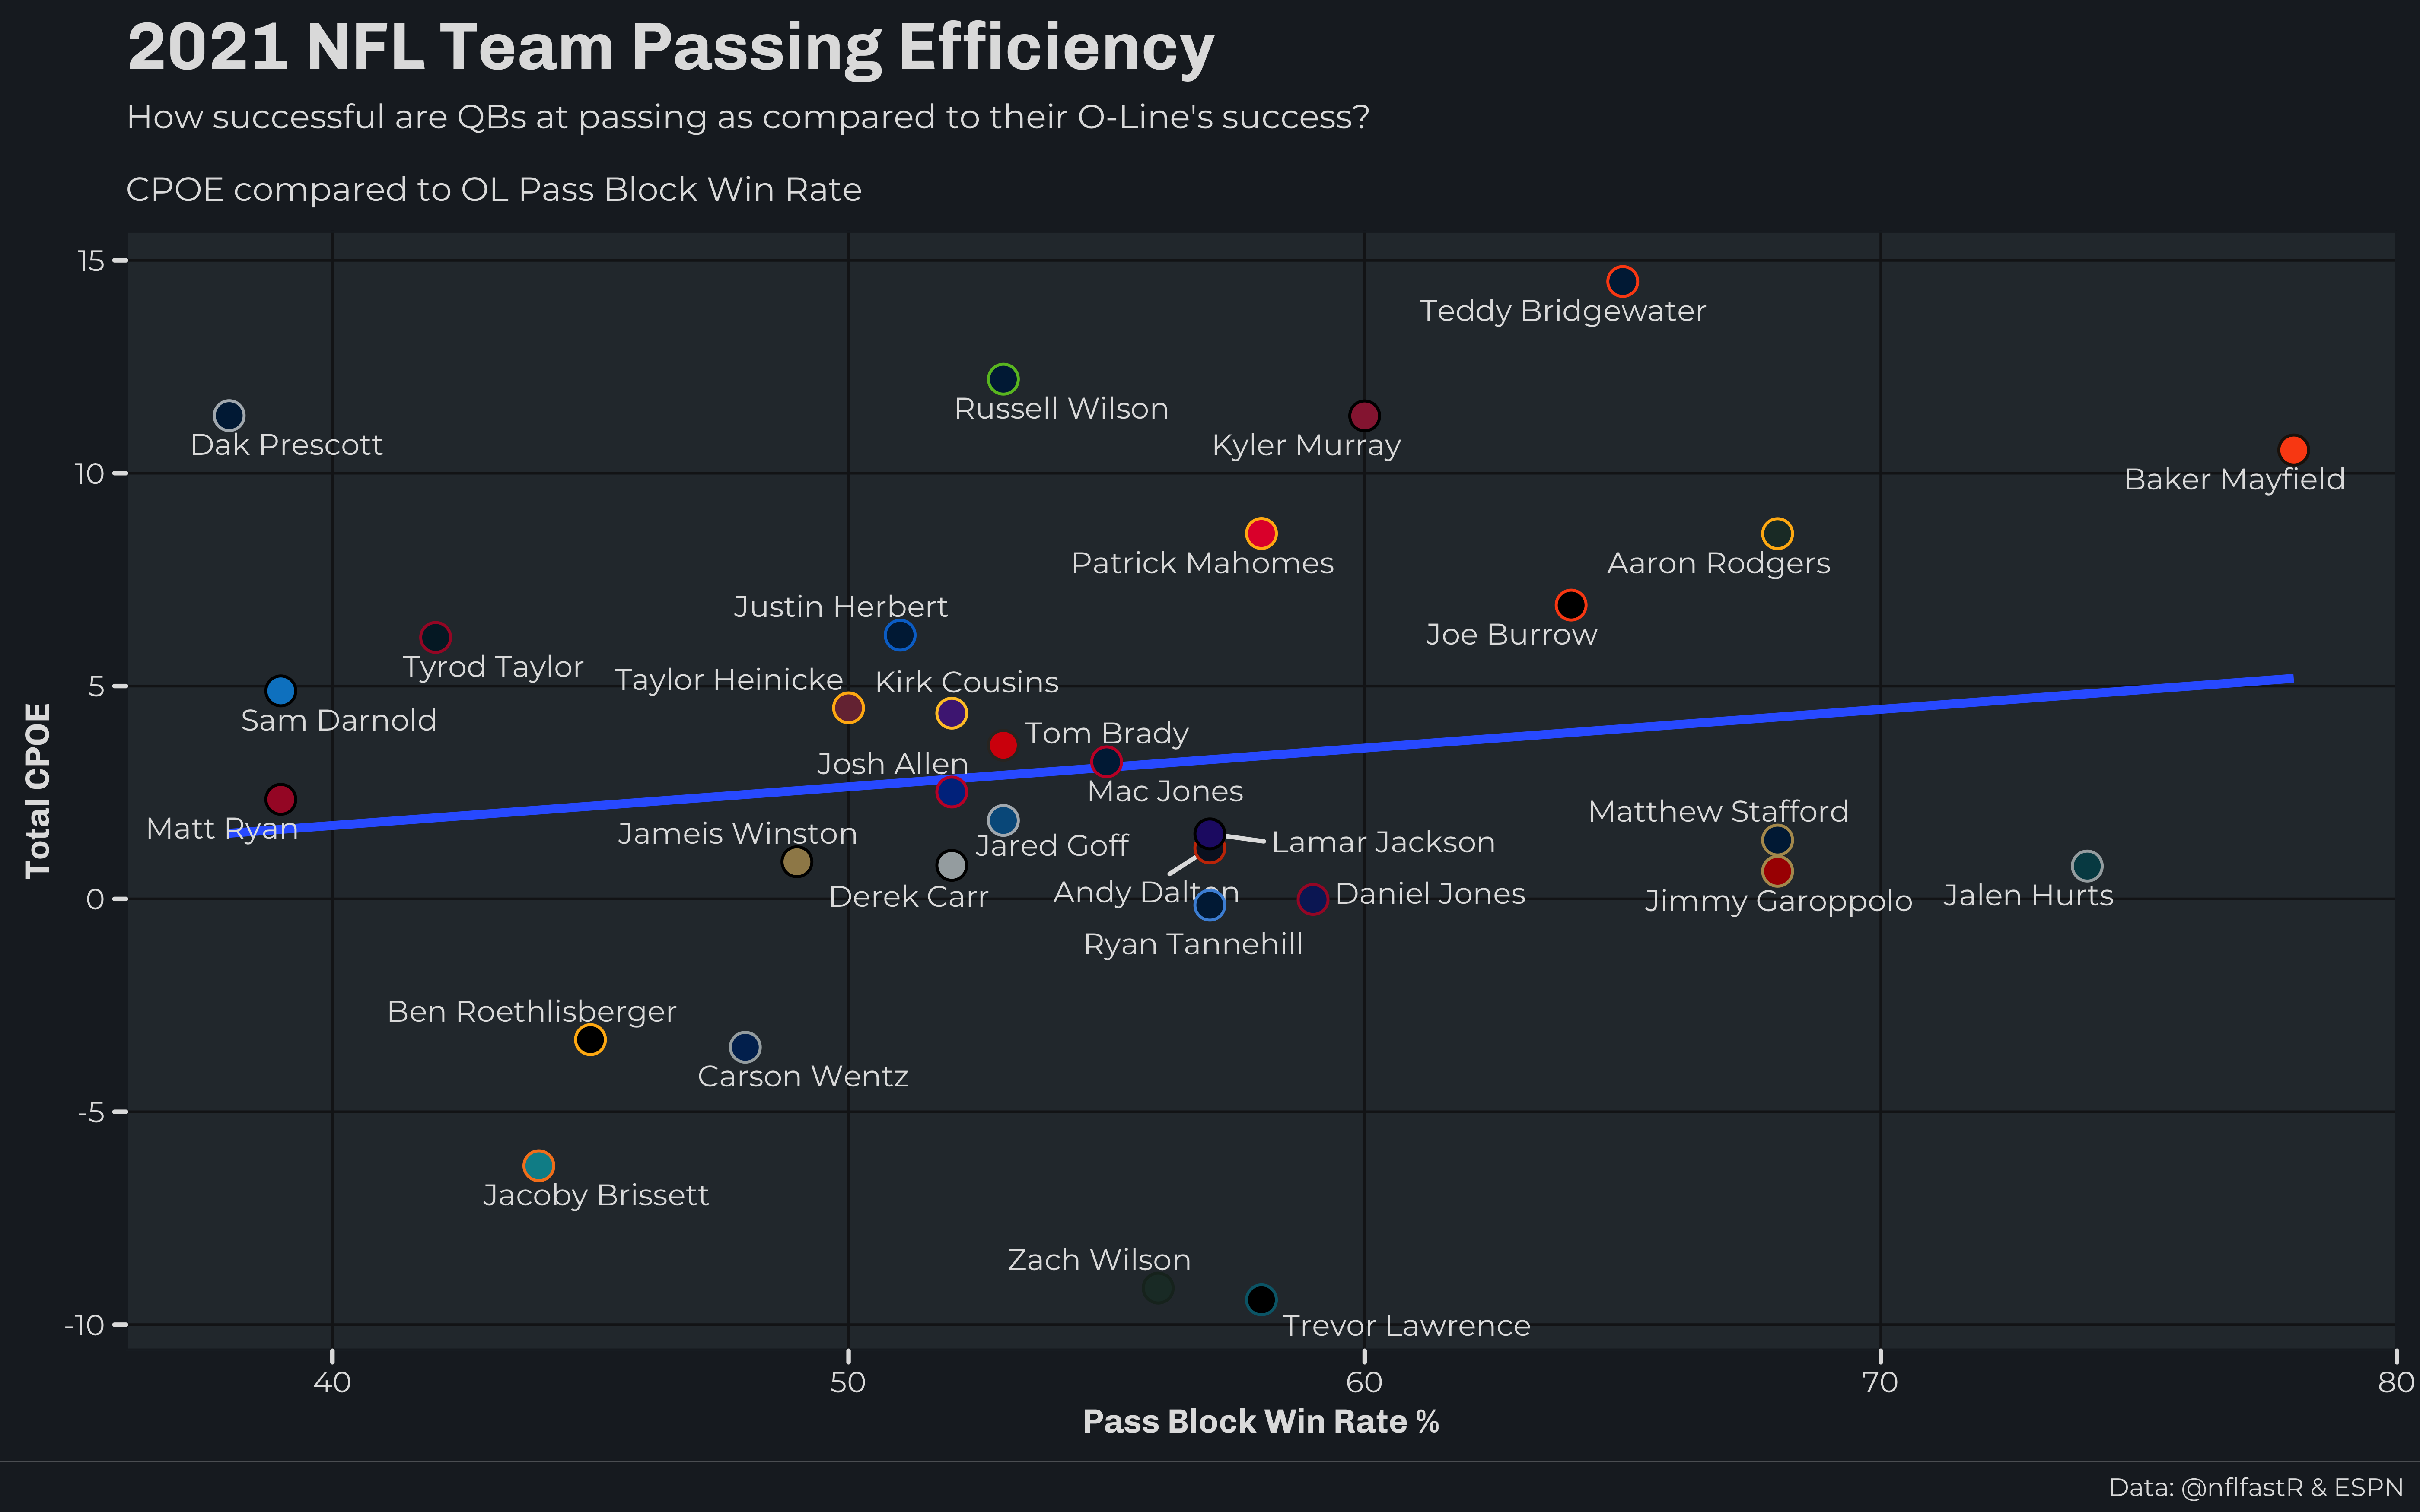 2021 NFL Team Passing Efficiency
How successful are QBs at passing as compared to their O-Line's success?
CPOE compared to OL Pass Block Win Rate
15
Teddy Bridgewater
Russell Wilson
Dak Prescott
Kyler Murray
10
Baker Mayfield
Patrick Mahomes
Aaron Rodgers
Justin Herbert
Joe Burrow
Tyrod Taylor
Taylor Heinicke
Kirk Cousins
5
Sam Darnold
Tom Brady
Josh Allen
Mac Jones
Total CPOE
Matthew Stafford
Matt Ryan
Jameis Winston
Jared Goff
Lamar Jackson
Derek Carr
Andy Dalton
Daniel Jones
Jimmy Garoppolo
Jalen Hurts
0
Ryan Tannehill
Ben Roethlisberger
Carson Wentz
-5
Jacoby Brissett
Zach Wilson
Trevor Lawrence
-10
40
50
60
70
80
Pass Block Win Rate %
Data: @nflfastR & ESPN